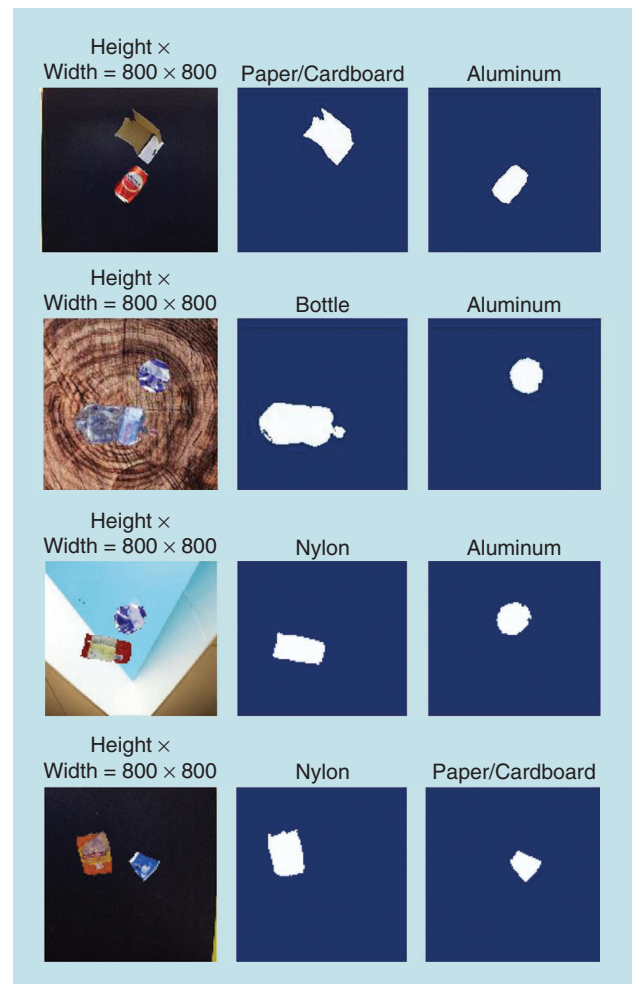 Height ×
Width = 800 × 800
Paper/Cardboard
Aluminum
Height ×
Width = 800 × 800
Bottle
Aluminum
Height ×
Width = 800 × 800
Nylon
Aluminum
Height ×
Width = 800 × 800
Nylon
Paper/Cardboard